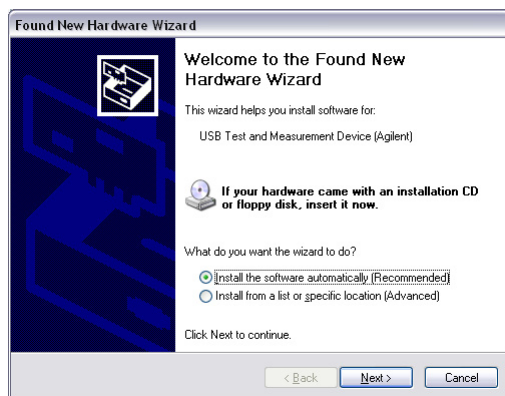 Found New Hardware Wizard
Welcome to the Found New
Hardware Wizard
This wizard helps you install software for:
USB Test and Measurement Device (Agilent)
If your hardware came with an installation CD
or floppy disk, insert it now.
What do you want the wizard to do?
Install the software automatically (Recommended)
Install from a list or specific location (Advanced)
Click Next to continue.
< Back
Next >
Cancel